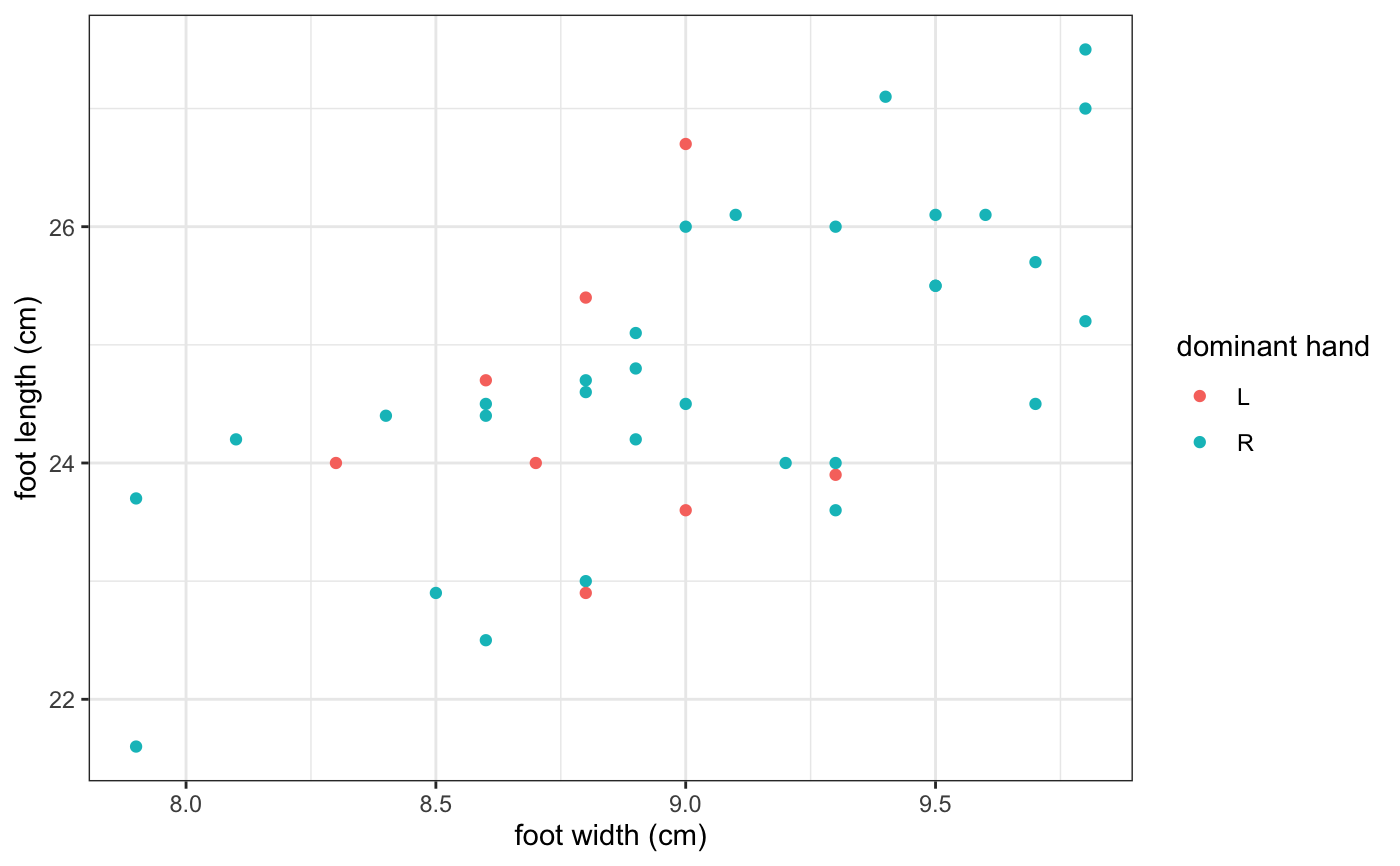 26
24
22
8.0
8.5
9.0
9.5
foot width (cm)
foot length (cm)
dominant hand
L
R